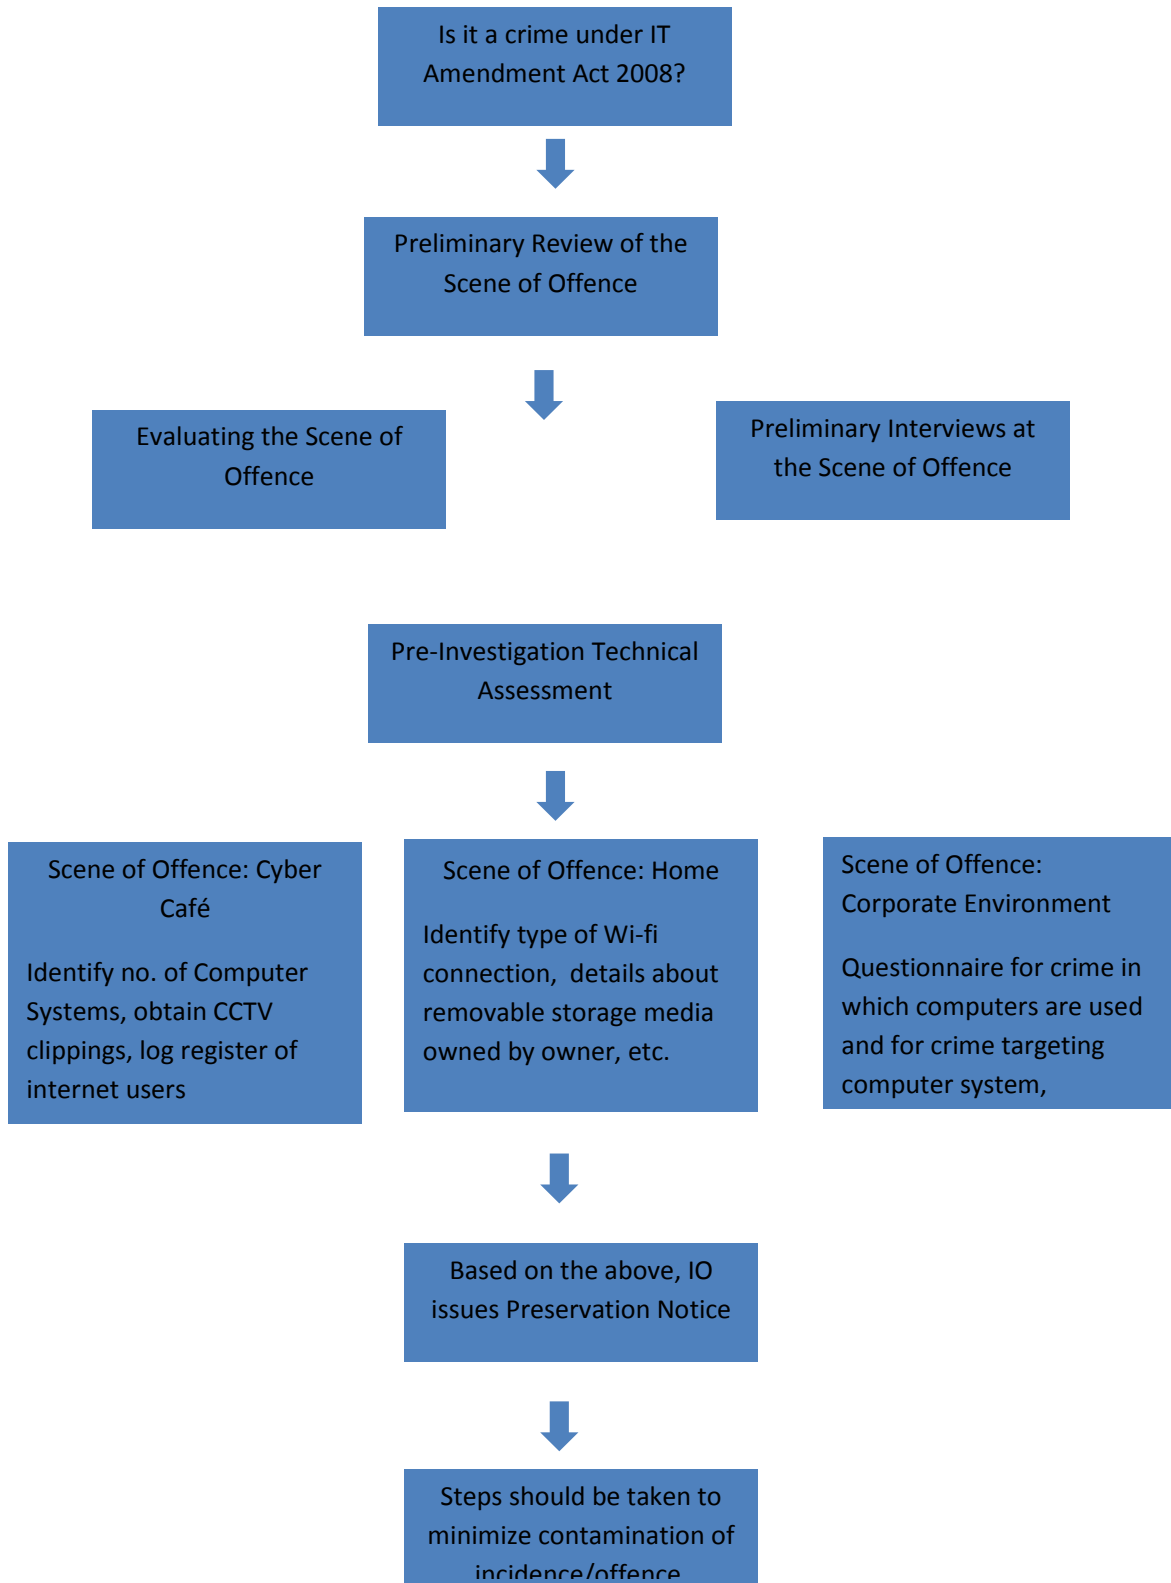 Is it a crime under IT
Amendment Act 2008?
Preliminary Review of the
Scene of Offence
Evaluating the Scene of
Offence
Preliminary Interviews at
the Scene of Offence
Pre-Investigation Technical
Assessment
Scene of Offence: Cyber
Café
Identify no. of Computer
Systems, obtain CCTV
clippings, log register of
internet users
Scene of Offence: Home
Identify type of Wi-fi
connection, details about
removable storage media
owned by owner, etc.
Scene of Offence:
Corporate Environment
Questionnaire for crime in
which computers are used
and for crime targeting
computer system,
Based on the above, IO
issues Preservation Notice
Steps should be taken to
minimize contamination of
incidence/offence